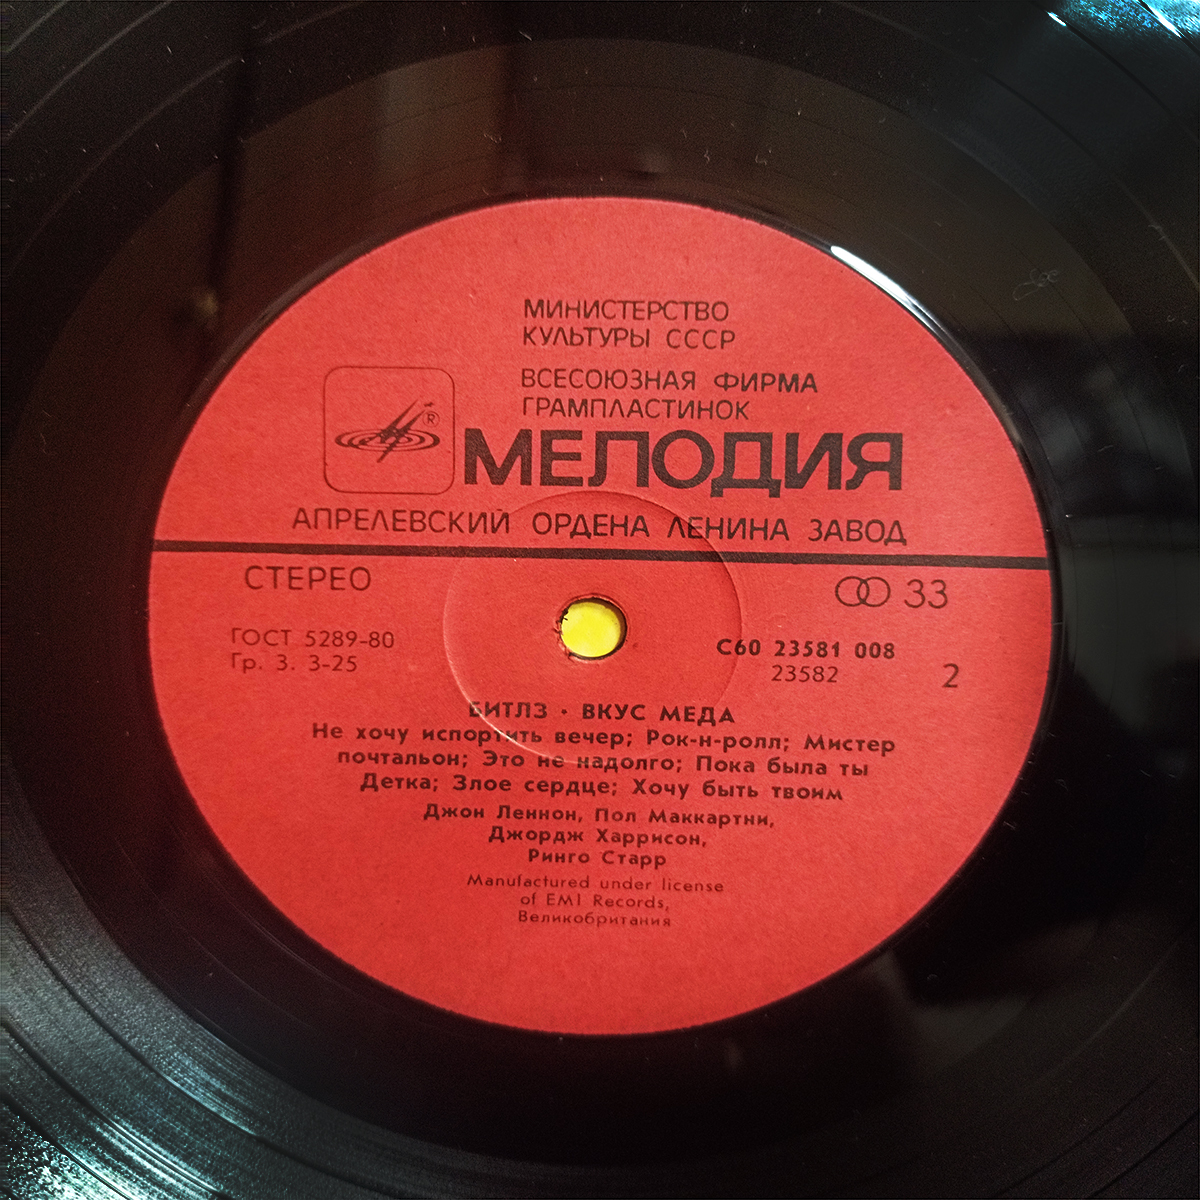 МИНИСТЕРСТВО
КУЛЬТУРЫ СССР
ВСЕСОЮЗНАЯ ФИРМА
ГРАМПЛАСТИНОК
®
МЕЛОДИЯ
АПРЕЛЕВСКИЙ ОРДЕНА ЛЕНИНА ЗАВОД
СТЕРЕО
33
ГОСТ 5289-80
Гр. 3. 3-25
С60 23581 008
23582
2
БИТЛЗ · ВКУС МЕДА
Не хочу испортить вечер; Рок-н-ролл; Мистер
почтальон; Это не надолго; Пока была ты
Детка; Злое сердце; Хочу быть твоим
Джон Леннон, Пол Маккартни,
Джордж Харрисон,
Ринго Старр
Manufactured under license
of EMI Records,
Великобритания